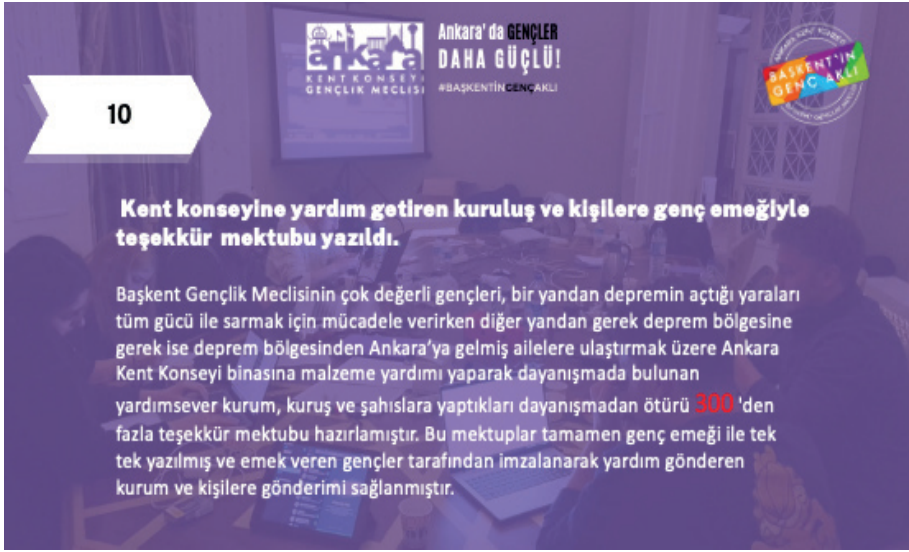 Ankara' da GENÇLER
DAHA GÜÇLÜ!
#BAŞKENTİNGENÇAKLI
ankara
KENT KONSEYİ
GENÇLİK MECLİSİ
BAŞKENT'İN
GENÇ AKLI
10
Kent konseyine yardım getiren kuruluş ve kişilere genç emeğiyle
teşekkür mektubu yazıldı.
Başkent Gençlik Meclisinin çok değerli gençleri, bir yandan depremin açtığı yaraları
tüm gücü ile sarmak için mücadele verirken diğer yandan gerek deprem bölgesine
gerek ise deprem bölgesinden Ankara'ya gelmiş ailelere ulaştırmak üzere Ankara
Kent Konseyi binasına malzeme yardımı yaparak dayanışmada bulunan
yardımsever kurum, kuruş ve şahıslara yaptıkları dayanışmadan ötürü 300 'den
fazla teşekkür mektubu hazırlamıştır. Bu mektuplar tamamen genç emeği ile tek
tek yazılmış ve emek veren gençler tarafından imzalanarak yardım gönderen
kurum ve kişilere gönderimi sağlanmıştır.